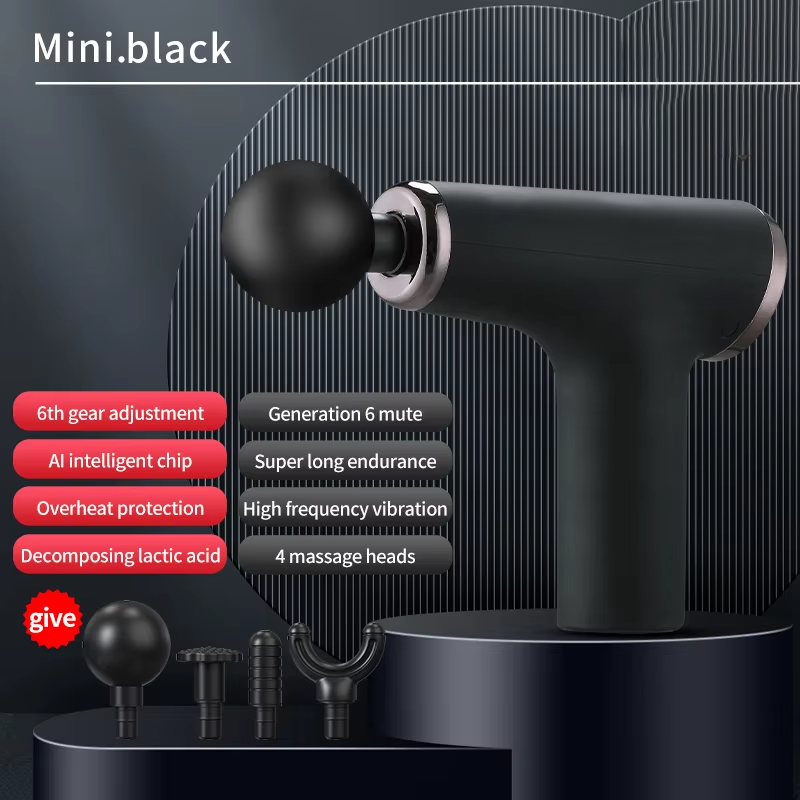 Mini.black
6th gear adjustment
Generation 6 mute
AI intelligent chip
Super long endurance
Overheat protection
High frequency vibration
Decomposing lactic acid
4 massage heads
give